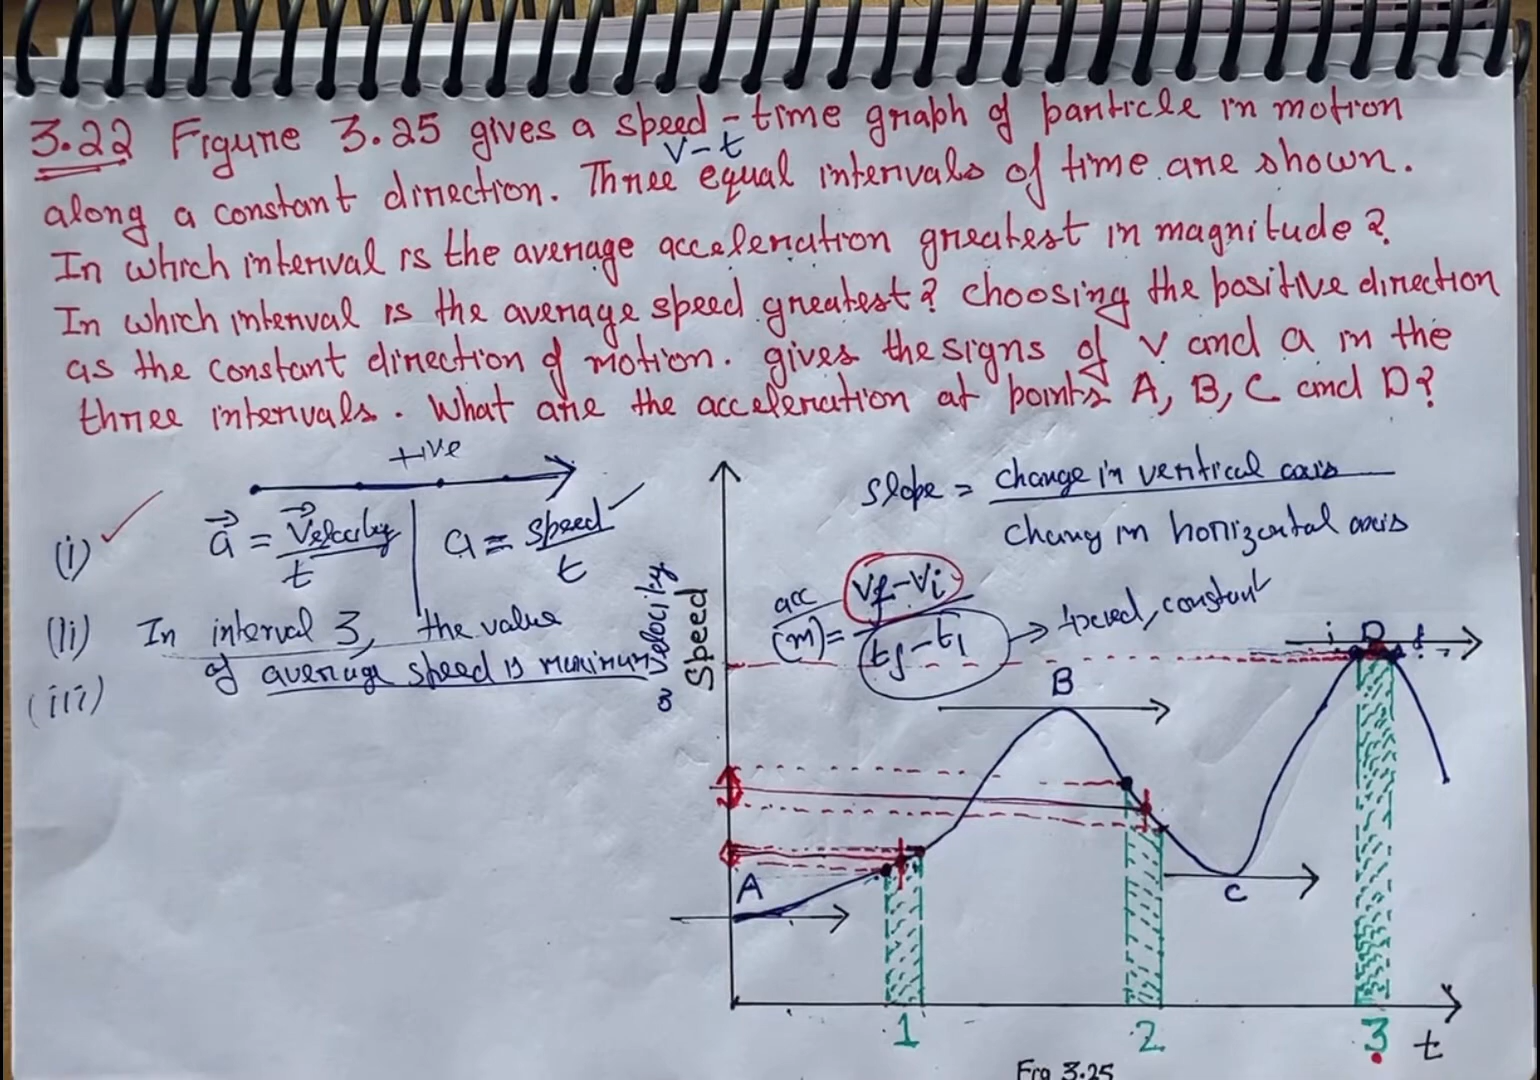 3.22 Figure 3.25 gives a speed-time graph of particle in motion
v-t
along a constant direction. Three equal intervals of time are shown.
In which interval is the average acceleration greatest in magnitude?
In which interval is the average speed greatest? choosing the positive direction
as the constant direction of motion. gives the signs of v and a in the
three intervals. What are the acceleration at points A, B, C and D?
+ive
(i) a = Velocity / t
a = Speed / t
slope = change in vertical axis
change in horizontal axis
acc (m) = Vf-Vi / tf-ti → fixed, constant
(ii) In interval 3, the value
of average speed is maximum
(iii)
Velocity
Speed
A
B
C
i D f
1 2 3 t
Fig 3.25